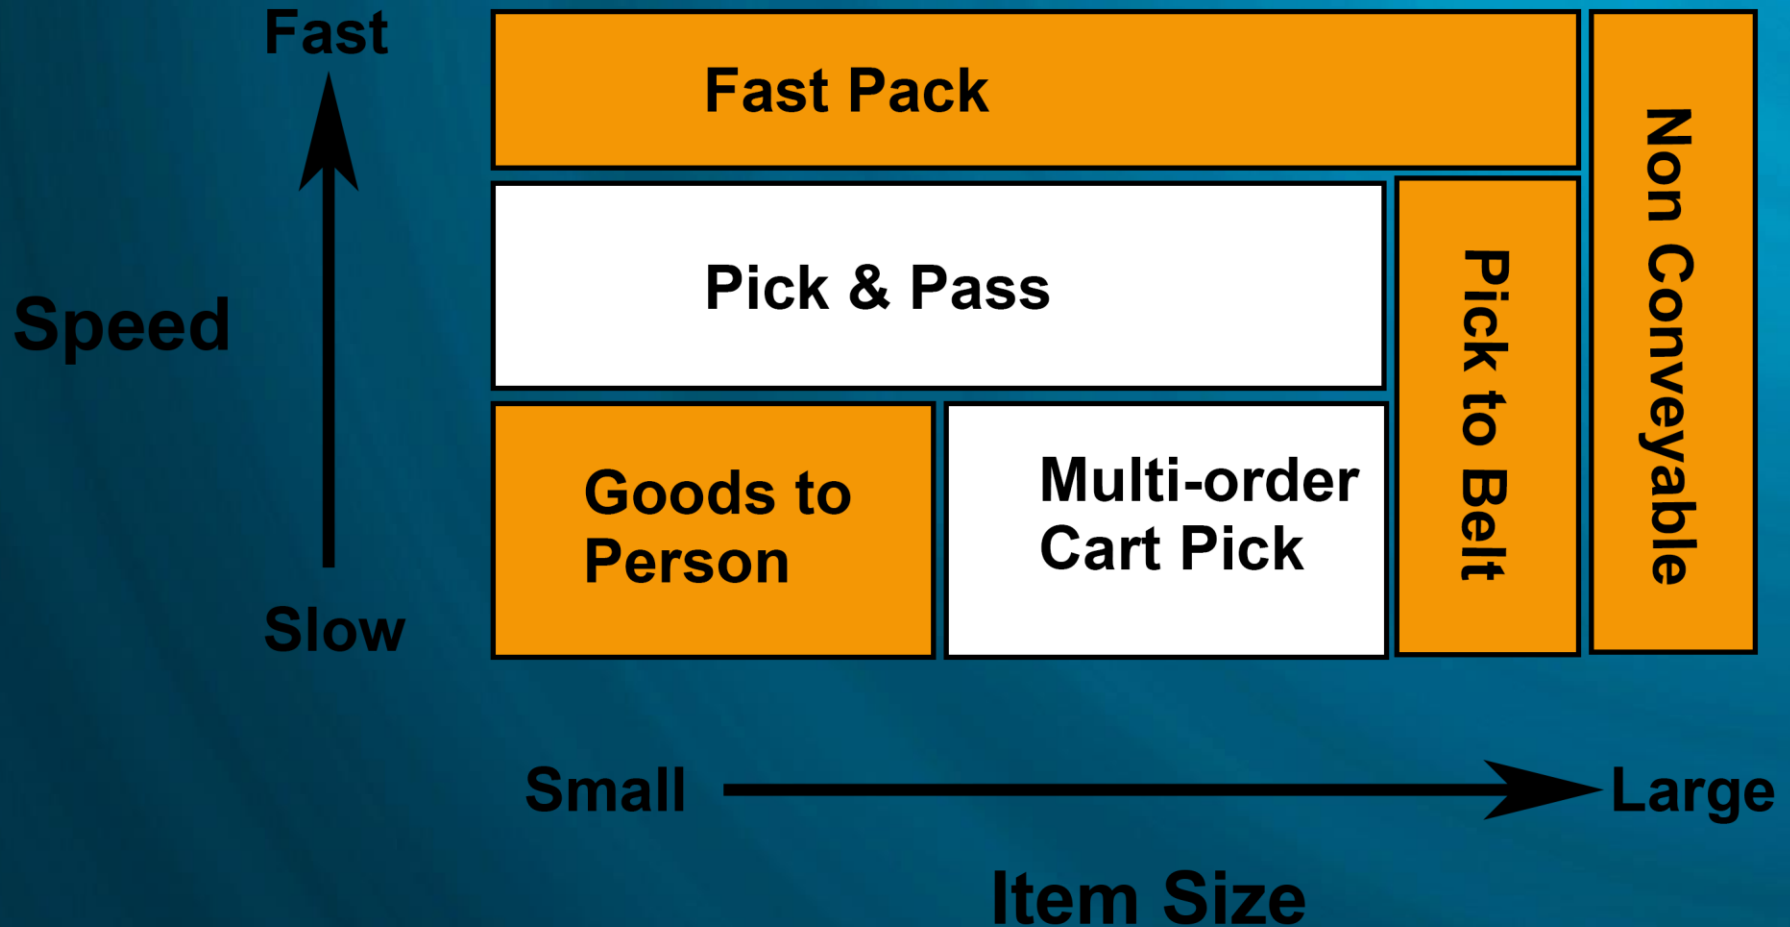 Fast
Fast Pack
Non Conveyable
Pick & Pass
Pick to Belt
Speed
Goods to
Person
Multi-order
Cart Pick
Slow
Small
Large
Item Size